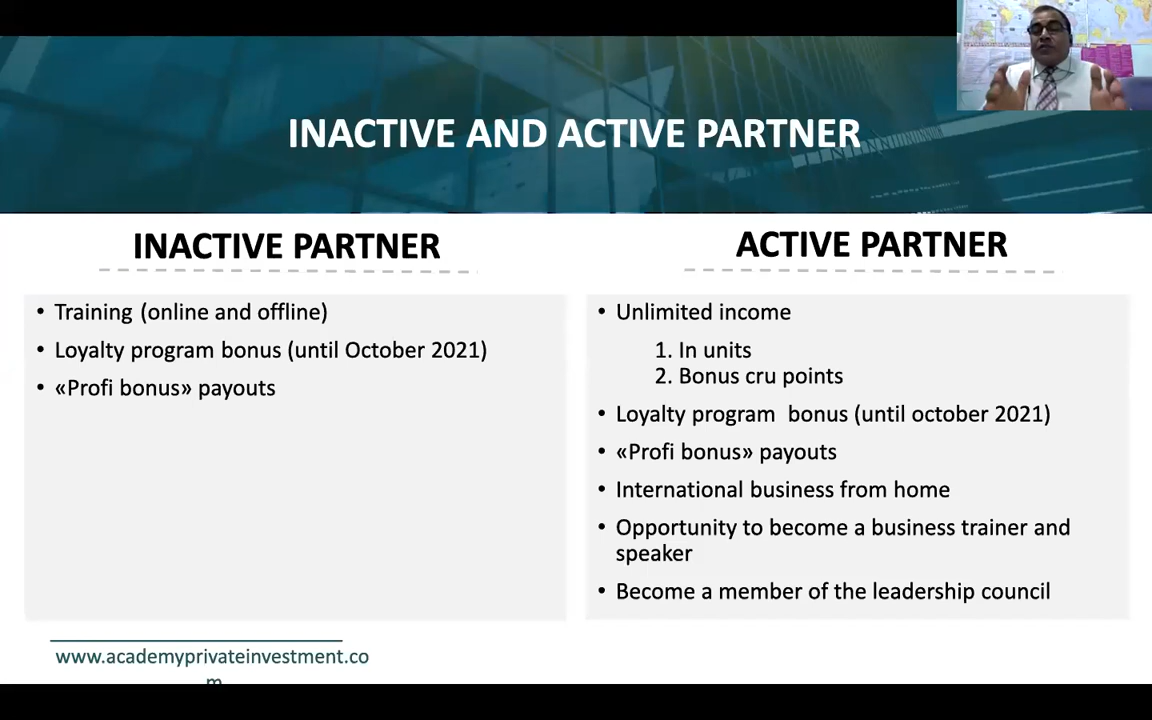 INACTIVE AND ACTIVE PARTNER
INACTIVE PARTNER
• Training (online and offline)
• Loyalty program bonus (until October 2021)
• «Profi bonus» payouts
ACTIVE PARTNER
• Unlimited income
1. In units
2. Bonus cru points
• Loyalty program bonus (until october 2021)
• «Profi bonus» payouts
• International business from home
• Opportunity to become a business trainer and
speaker
• Become a member of the leadership council
www.academyprivateinvestment.co
m